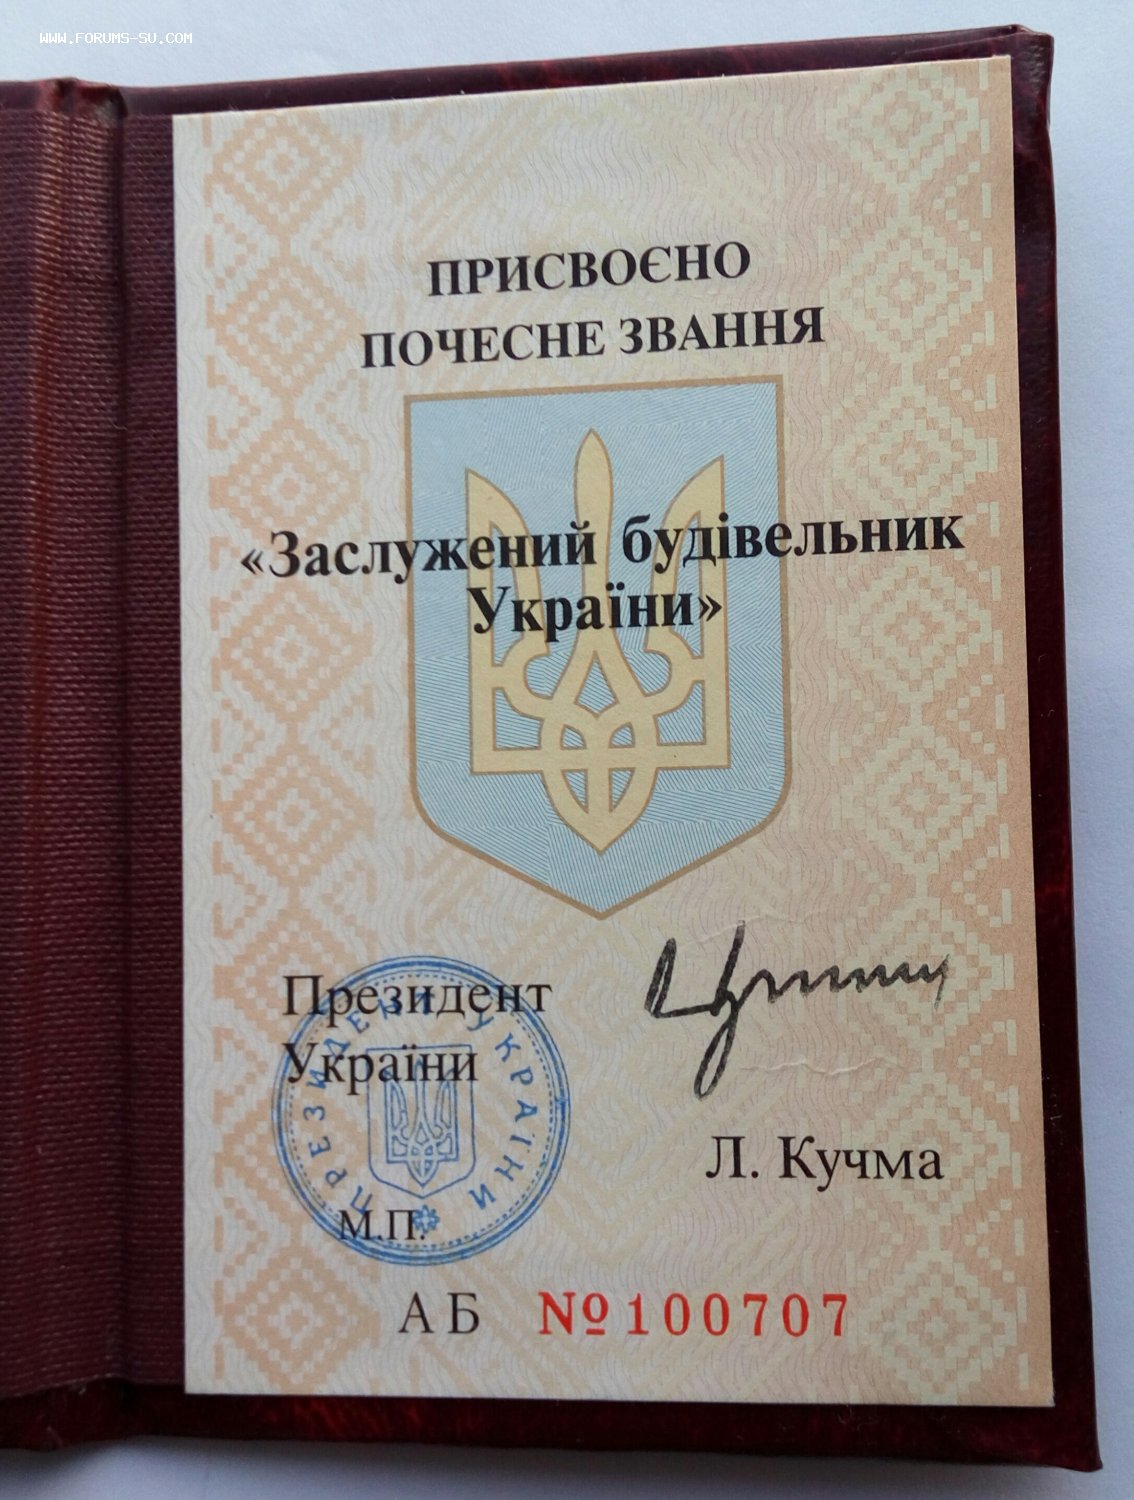 WWW.FORUMS-SU.COM
ПРИСВОЄНО
ПОЧЕСНЕ ЗВАННЯ
«Заслужений будівельник
України»
Президент
України
ПРЕЗИДЕНТ УКРАЇНИ
Л. Кучма
М.П.
АБ №100707